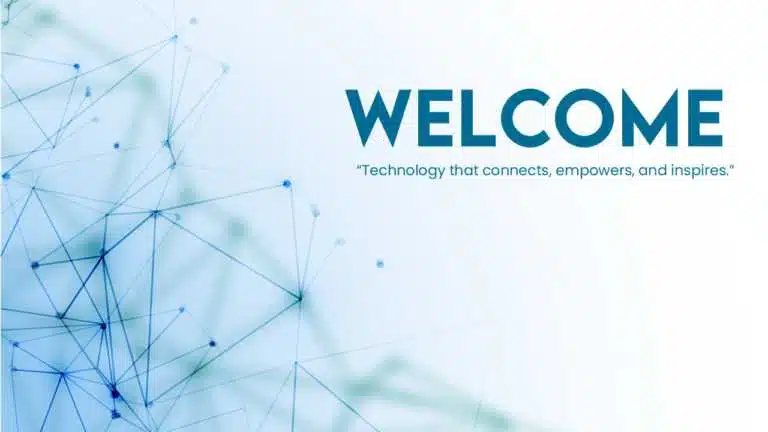 WELCOME
“Technology that connects, empowers, and inspires.”